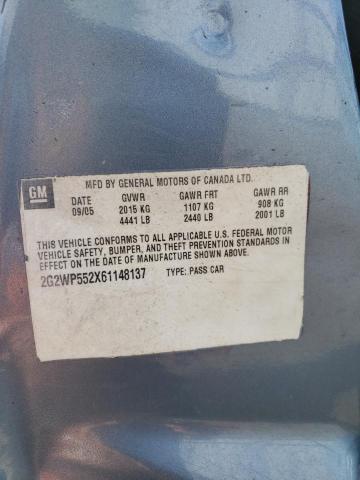 GM
MFD BY GENERAL MOTORS OF CANADA LTD.
DATE GVWR GAWR FRT GAWR RR
09/05 2015 KG 1107 KG 908 KG
4441 LB 2440 LB 2001 LB
THIS VEHICLE CONFORMS TO ALL APPLICABLE U.S. FEDERAL MOTOR
VEHICLE SAFETY, BUMPER, AND THEFT PREVENTION STANDARDS IN
EFFECT ON THE DATE OF MANUFACTURE SHOWN ABOVE.
2G2WP552X61148137 TYPE: PASS CAR